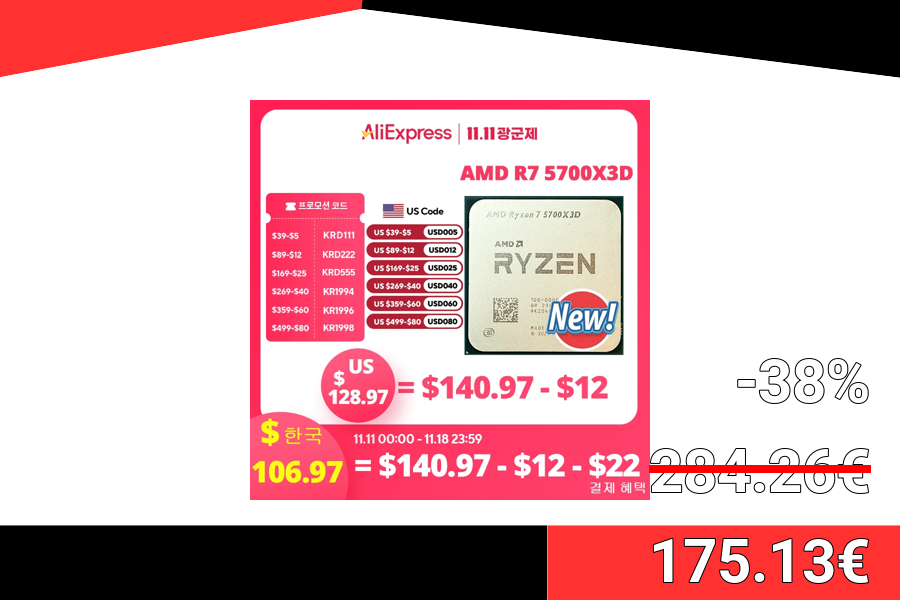 AliExpress | 11.11 광군제
AMD R7 5700X3D
프로모션 코드
$39-$5 KRD111
$89-$12 KRD222
$169-$25 KRD555
$269-$40 KR1994
$359-$60 KR1996
$499-$80 KR1998
US Code
US $39-$5 USD005
US $89-$12 USD012
US $169-$25 USD025
US $269-$40 USD040
US $359-$60 USD060
US $499-$80 USD080
AMD Ryzen 7 5700X3D
AMD
RYZEN
New!
US
$
128.97 = $140.97 - $12
$ 한국
11.11 00:00 - 11.18 23:59
106.97 = $140.97 - $12 - $22
결제 혜택
-38%
284.26€
175.13€